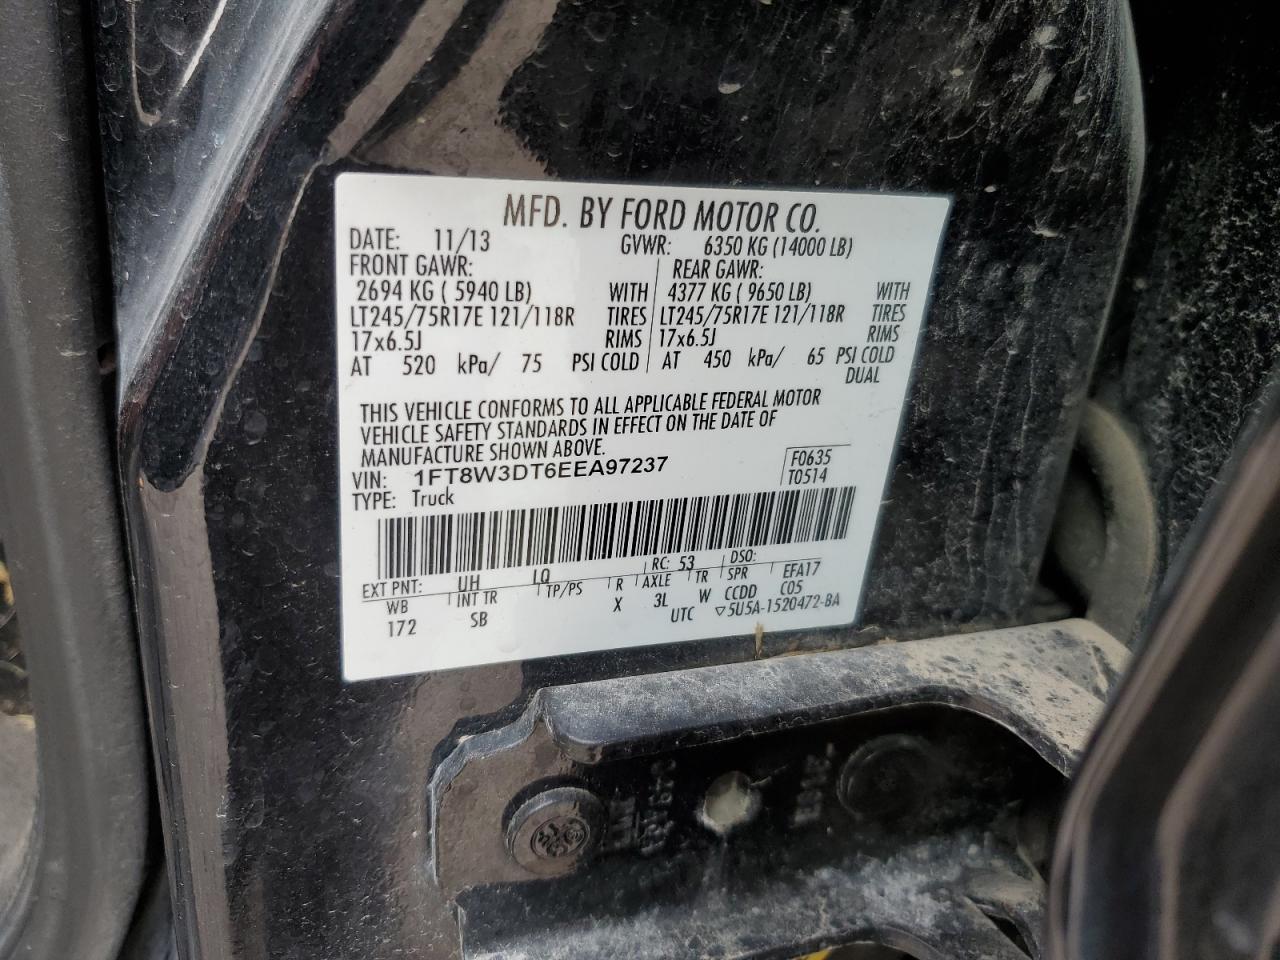 MFD. BY FORD MOTOR CO.
DATE: 11/13 GVWR: 6350 KG (14000 LB)
FRONT GAWR: REAR GAWR:
2694 KG ( 5940 LB) WITH 4377 KG ( 9650 LB) WITH
LT245/75R17E 121/118R TIRES LT245/75R17E 121/118R TIRES
17x6.5J RIMS 17x6.5J RIMS
AT 520 kPa/ 75 PSI COLD AT 450 kPa/ 65 PSI COLD
DUAL
THIS VEHICLE CONFORMS TO ALL APPLICABLE FEDERAL MOTOR
VEHICLE SAFETY STANDARDS IN EFFECT ON THE DATE OF
MANUFACTURE SHOWN ABOVE.
VIN: 1FT8W3DT6EEA97237 F0635
TYPE: Truck T0514
EXT PNT: UH LQ RC: 53 DSO:
WB INT TR TP/PS R AXLE TR SPR EFA17
172 SB X 3L W CCDD C05
UTC ▽5U5A-1520472-BA